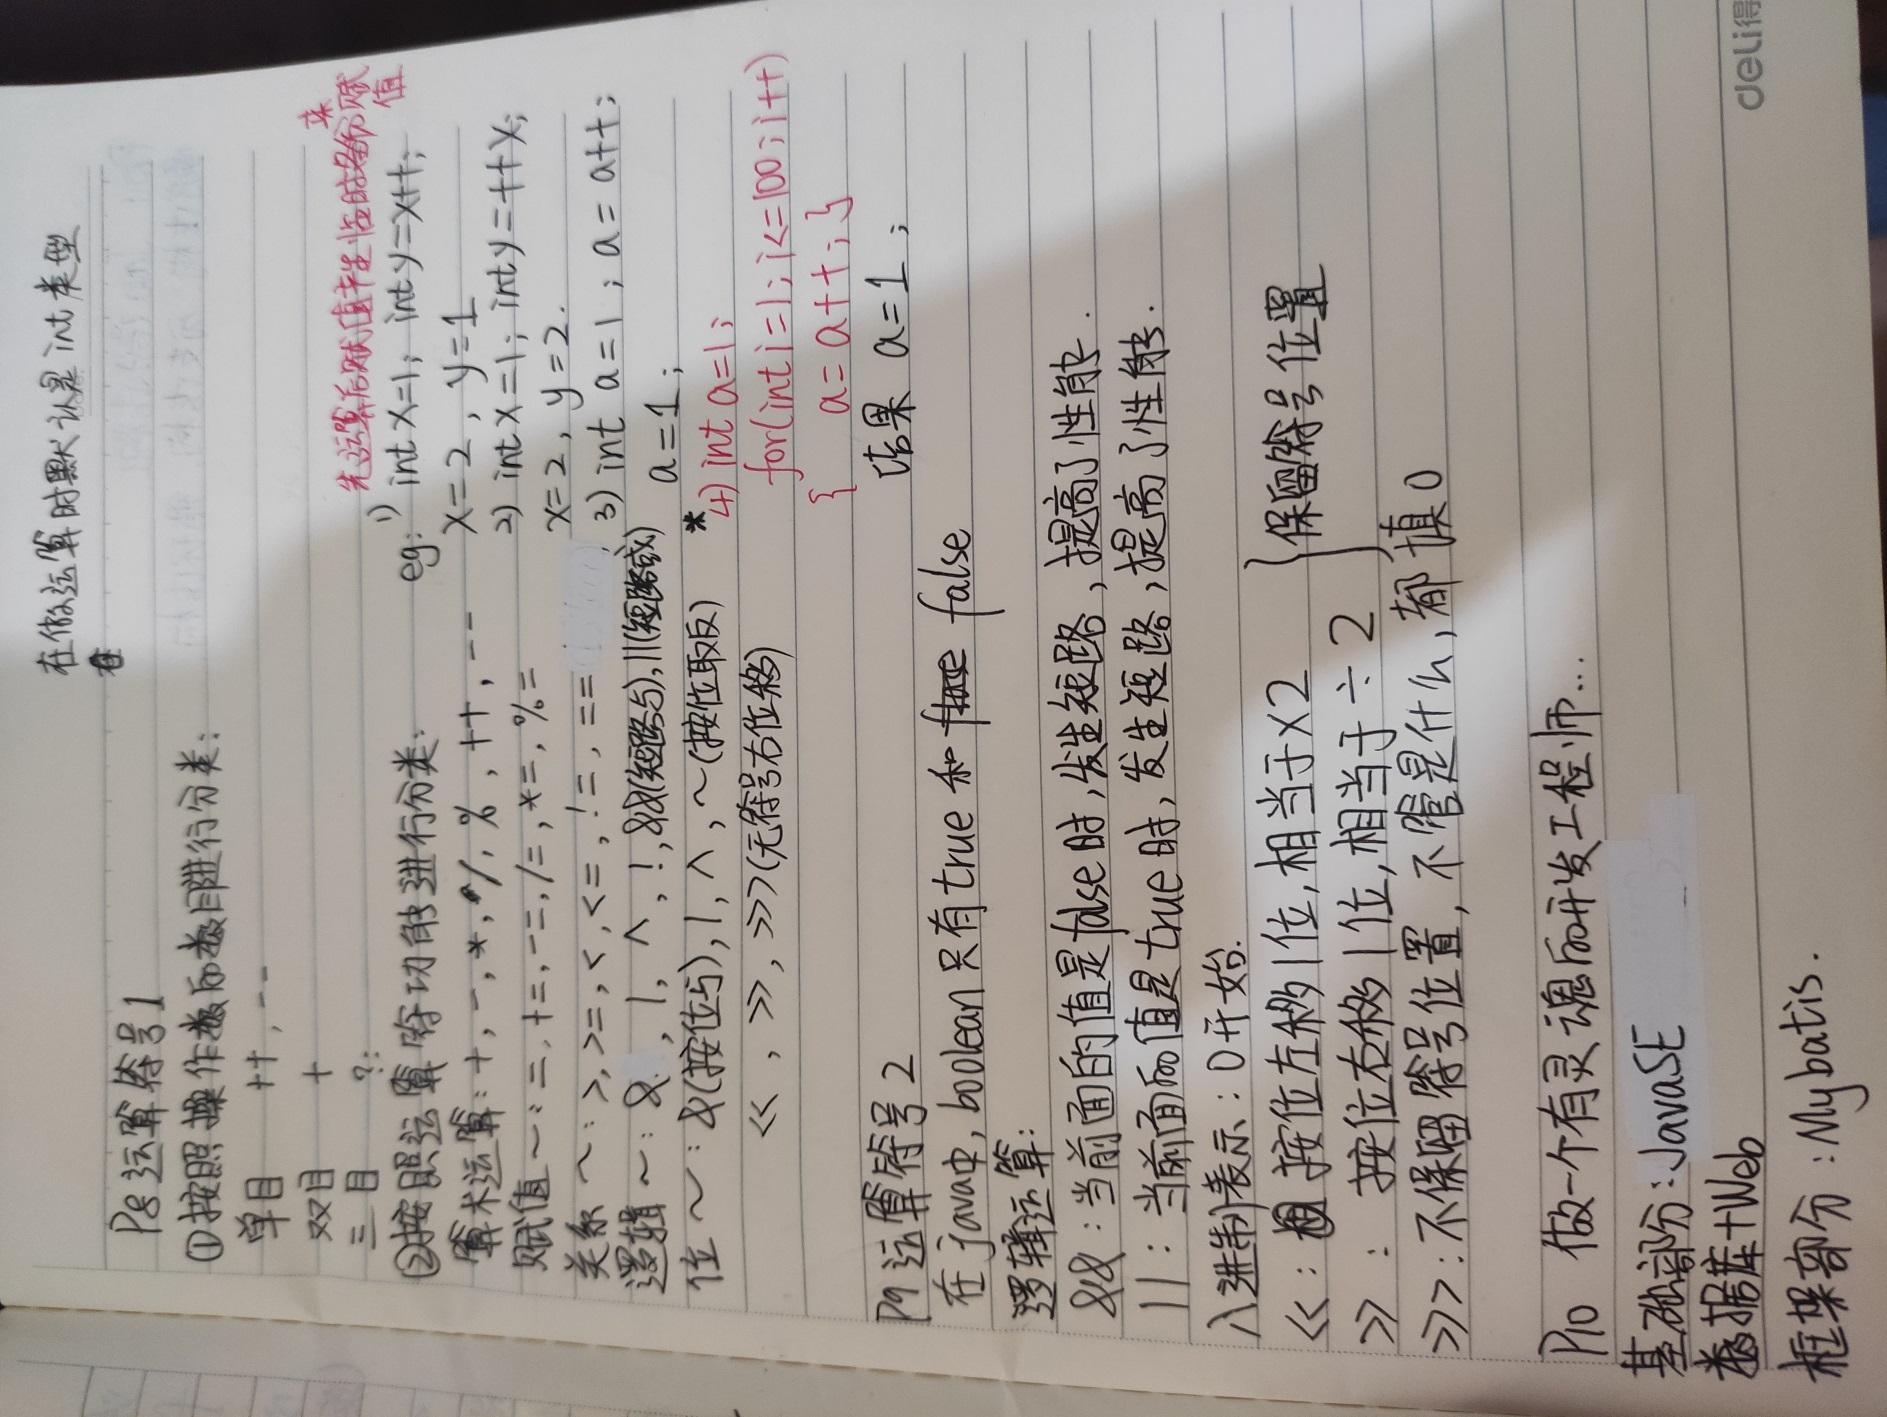 在做运算时默认是int类型
P8 运算符号1
①按照操作数的数目进行分类:
单目 ++,--
双目 +
三目 ?:
②按照运算符功能进行分类:
算术运算:+,-,*,/,%,++,--
赋值~:=,+=,-=,/=,*=,%=
关系~:>,>=,<,<=,!=,==
逻辑~:&,|,^,!,&&(短路与),||(短路或)
位~:&(按位与),|,^,~(按位取反)
<<,>>,>>>(无符号右位移)
先运算后赋值产生临时备份来赋值
eg: 1) int x=1; int y=x++;
x=2, y=1
2) int x=1; int y=++x;
x=2, y=2.
3) int a=1; a=a++;
a=1;
* 4) int a=1;
for(int i=1;i<=100;i++)
{ a=a++;}
结果 a=1;
P9 运算符号2
在java中,boolean只有true和 false
逻辑运算:
&&:当前面的值是false时,发生短路,提高了性能.
||:当前面的值是true时,发生短路,提高了性能.
八进制表示:0开始.
<<: 按位左移1位,相当于×2
>>: 按位右移1位,相当于÷2
}保留符号位置
>>>:不保留符号位置,不管是什么,都填0
P10 做一个有灵魂的开发工程师...
基础部分:JavaSE
数据库+Web
框架部分:Mybatis.
deli得